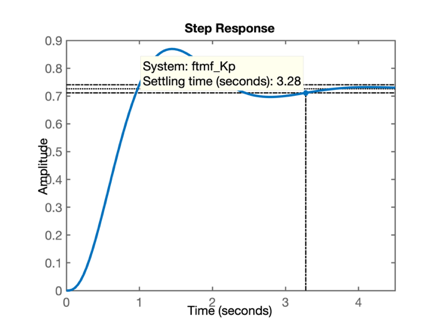 Step Response
0.9
0.8
0.7
0.6
0.5
0.4
0.3
0.2
0.1
0
Amplitude
System: ftmf_Kp
Settling time (seconds): 3.28
0 1 2 3 4
Time (seconds)